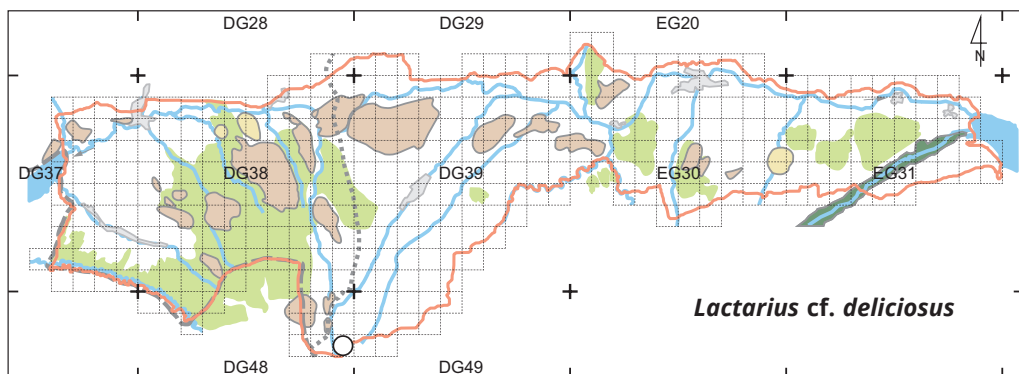 DG28 DG29 EG20
N
DG37 DG38 DG39 EG30 EG31
Lactarius cf. deliciosus
DG48 DG49